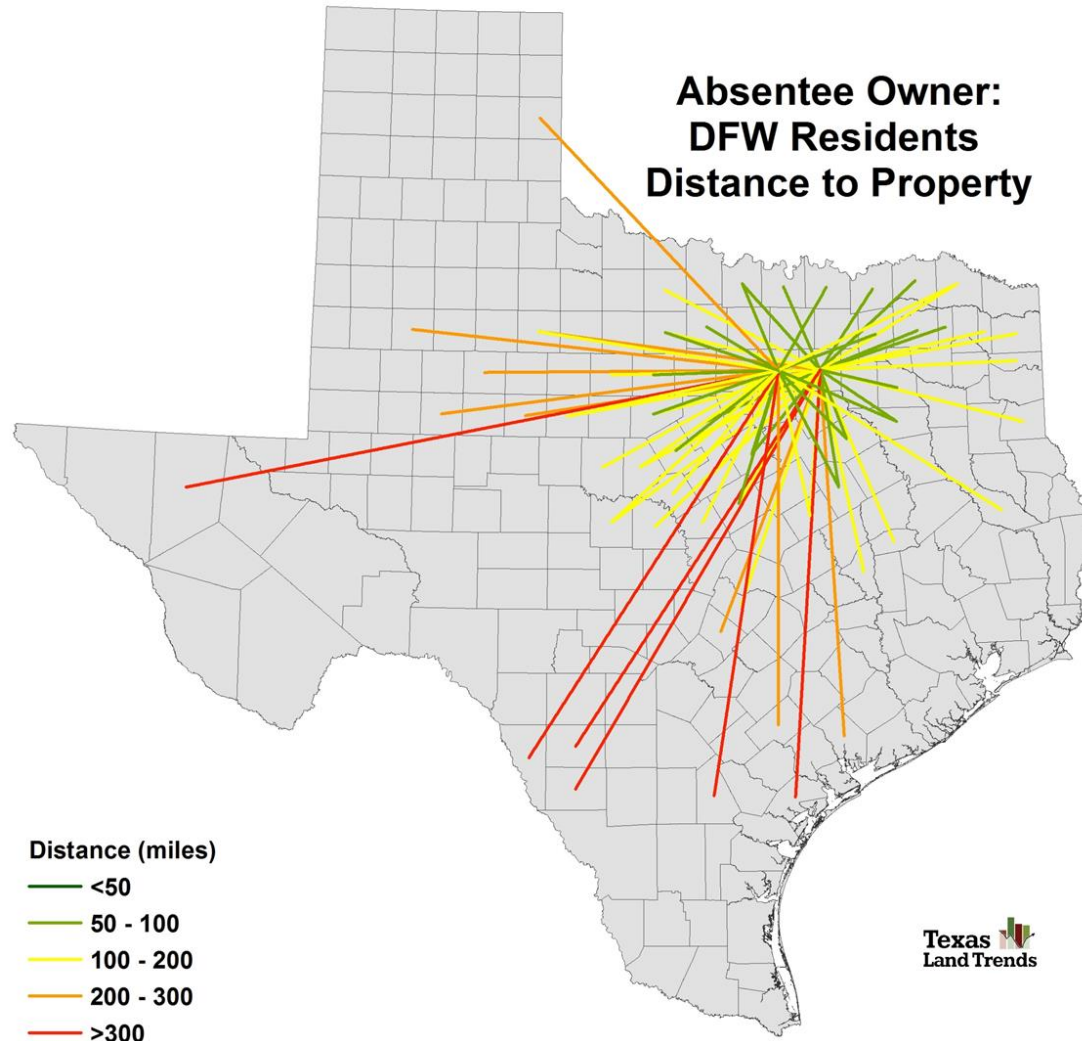 Absentee Owner:
DFW Residents
Distance to Property
Distance (miles)
<50
50 - 100
100 - 200
200 - 300
>300
Texas
Land Trends